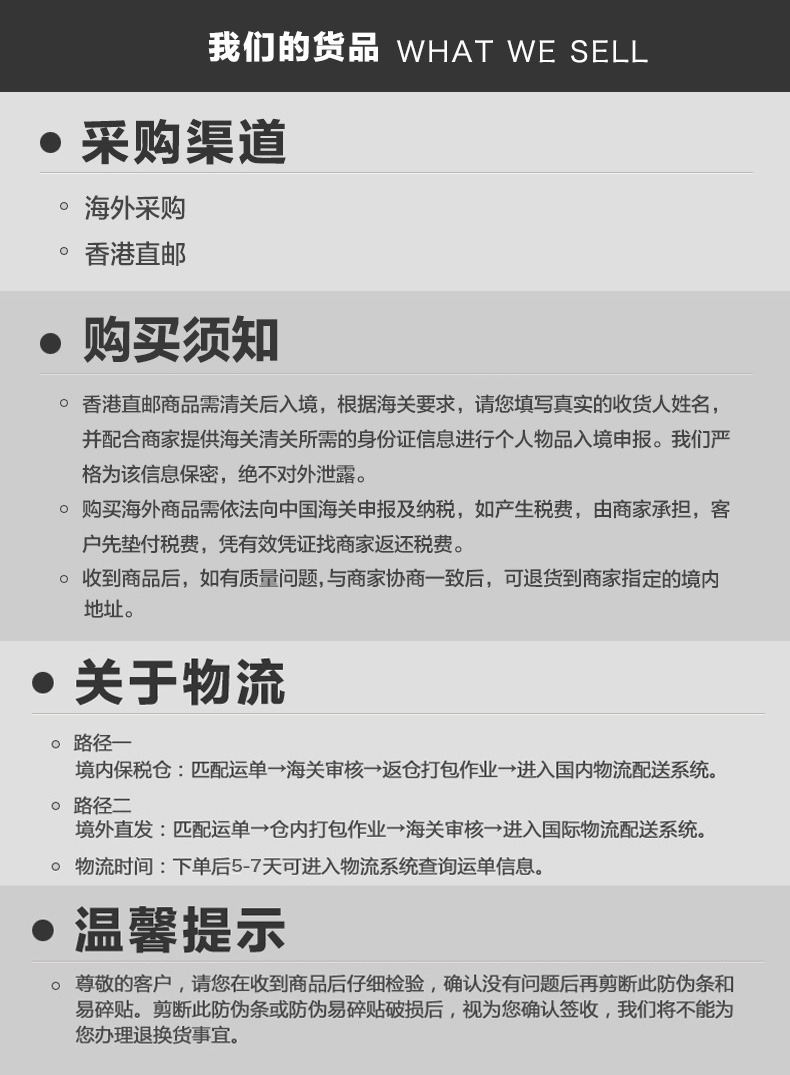 我们的货品 WHAT WE SELL
采购渠道
海外采购
香港直邮
购买须知
香港直邮商品需清关后入境，根据海关要求，请您填写真实的收货人姓名，
并配合商家提供海关清关所需的身份证信息进行个人物品入境申报。我们严
格为该信息保密，绝不对外泄露。
购买海外商品需依法向中国海关申报及纳税，如产生税费，由商家承担，客
户先垫付税费，凭有效凭证找商家返还税费。
收到商品后，如有质量问题,与商家协商一致后，可退货到商家指定的境内
地址。
关于物流
路径一
境内保税仓：匹配运单→海关审核→返仓打包作业→进入国内物流配送系统。
路径二
境外直发：匹配运单→仓内打包作业→海关审核→进入国际物流配送系统。
物流时间：下单后5-7天可进入物流系统查询运单信息。
温馨提示
尊敬的客户，请您在收到商品后仔细检验，确认没有问题后再剪断此防伪条和
易碎贴。剪断此防伪条或防伪易碎贴破损后，视为您确认签收，我们将不能为
您办理退换货事宜。